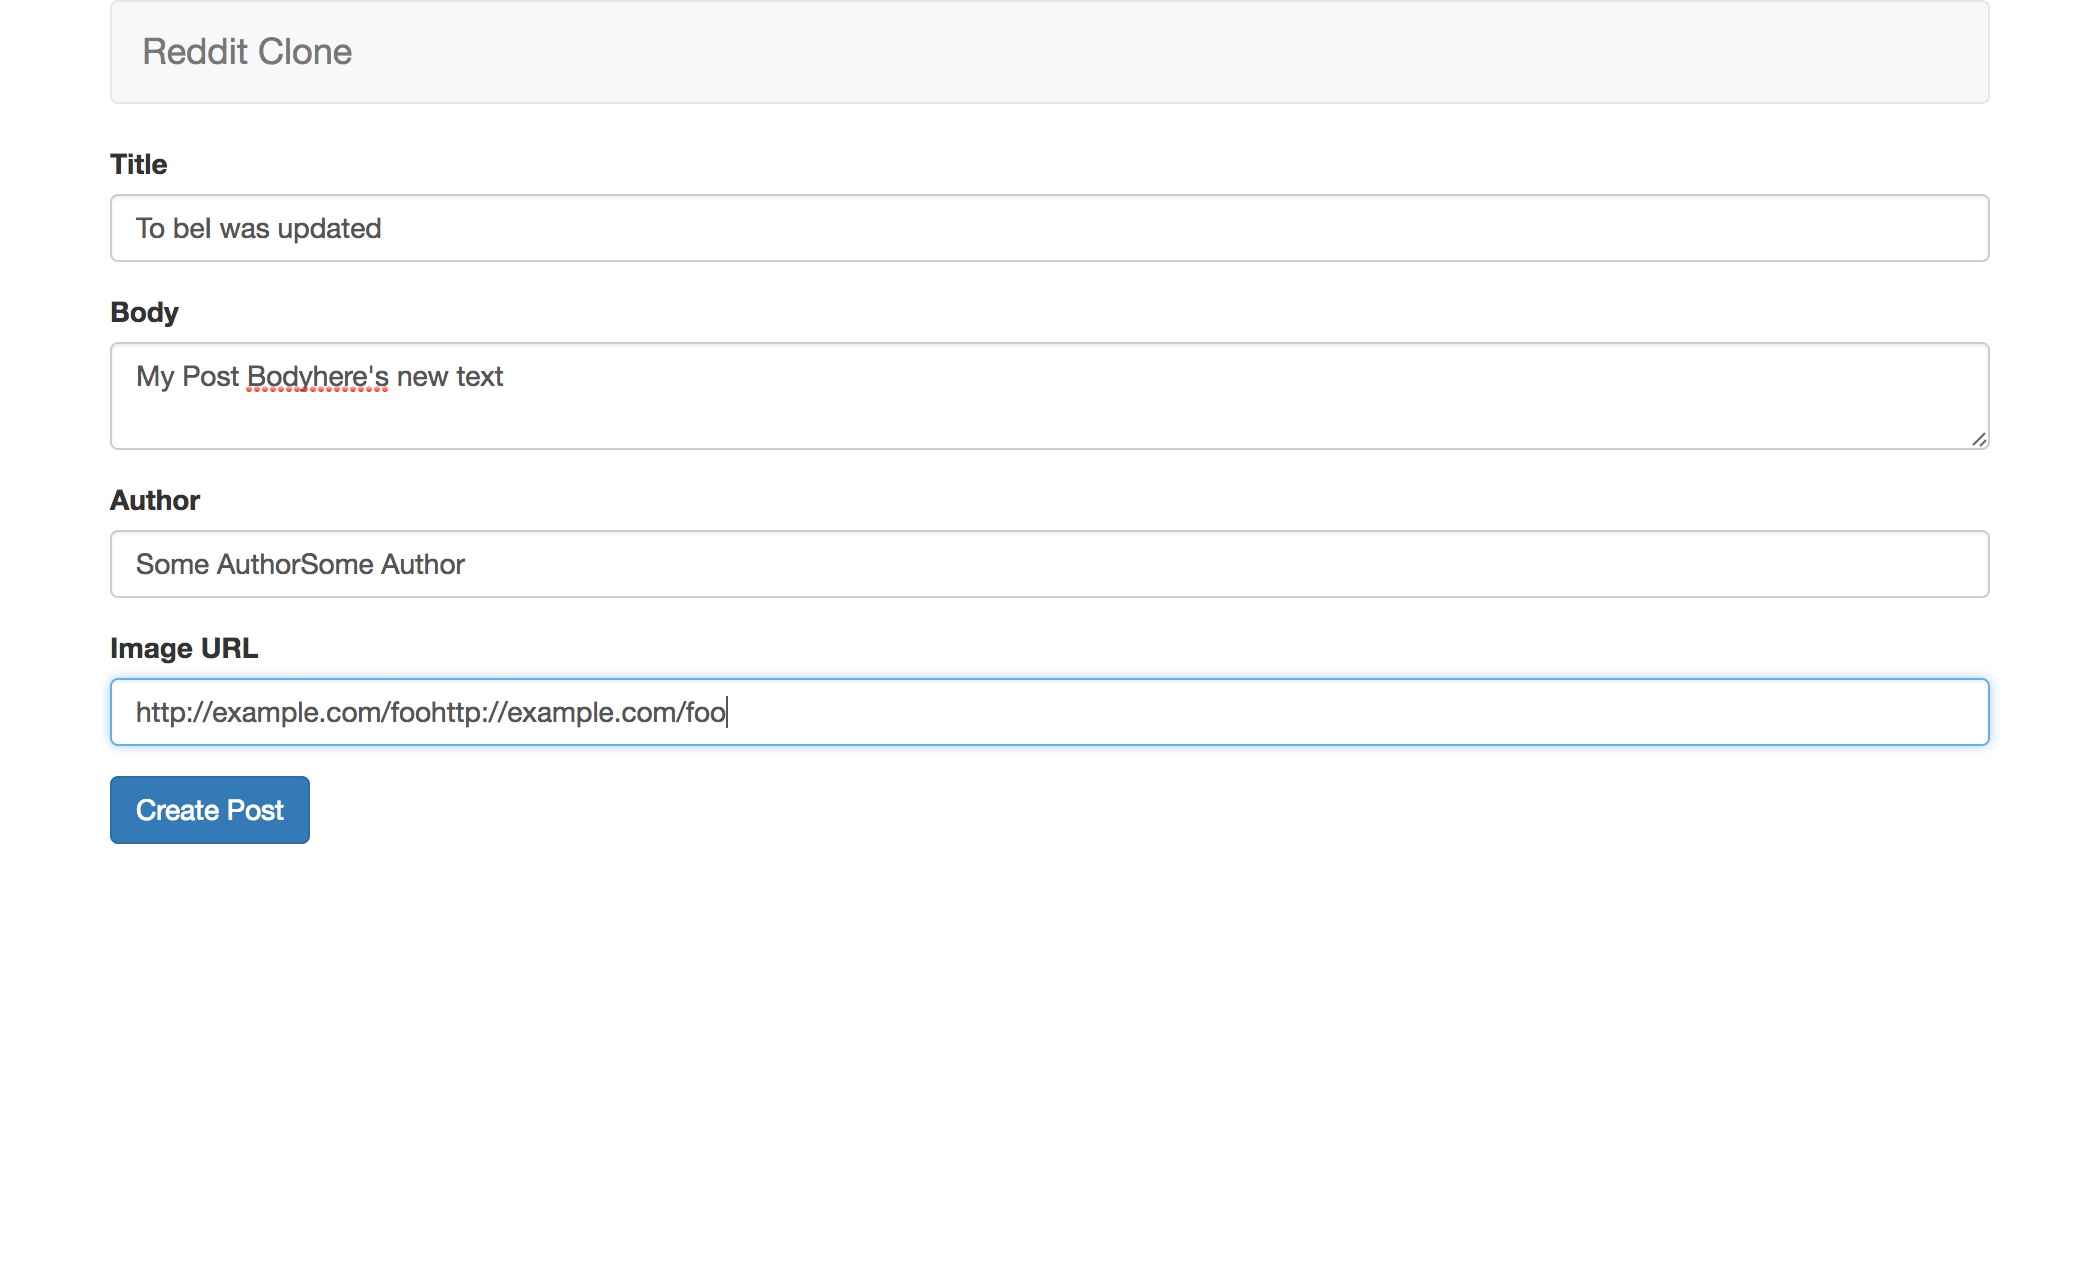 Reddit Clone
Title
To bel was updated
Body
My Post Bodyhere's new text
Author
Some AuthorSome Author
Image URL
http://example.com/foohttp://example.com/foo
Create Post